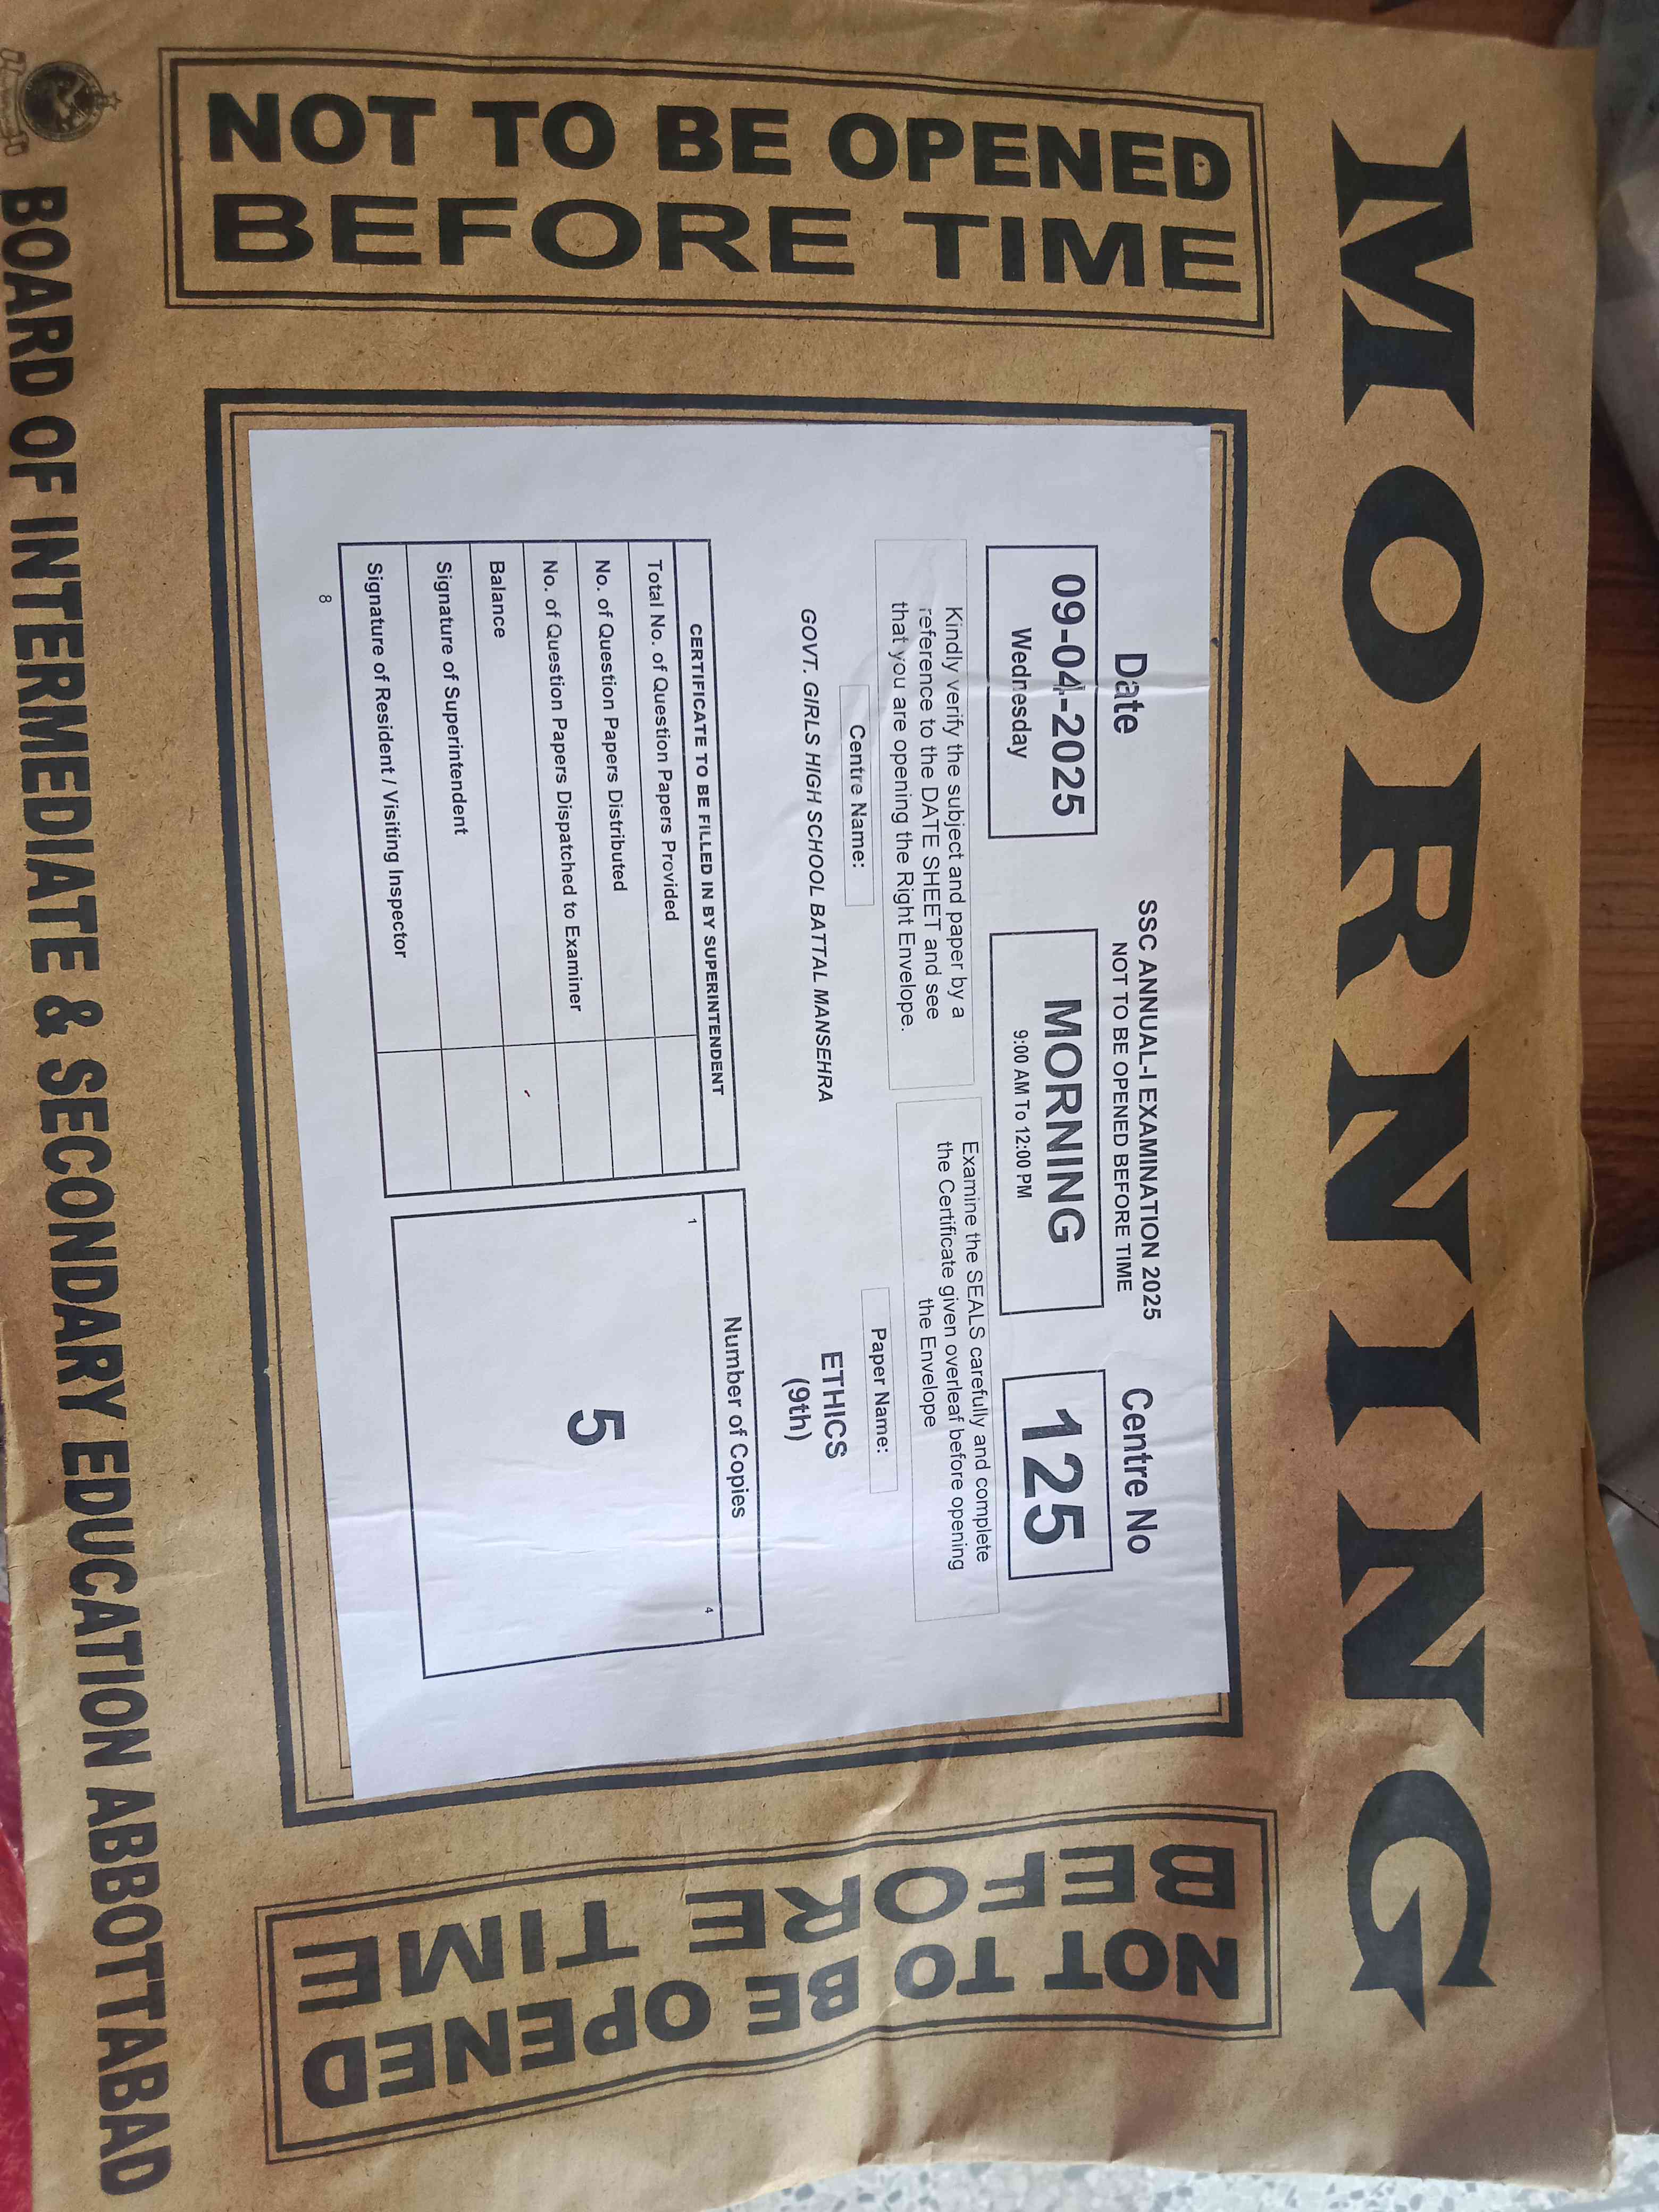 MORNING
NOT TO BE OPENED
BEFORE TIME
SSC ANNUAL-I EXAMINATION 2025
NOT TO BE OPENED BEFORE TIME
Date
Centre No
09-04-2025
Wednesday
MORNING
9:00 AM To 12:00 PM
125
Kindly verify the subject and paper by a
reference to the DATE SHEET and see
that you are opening the Right Envelope.
Examine the SEALS carefully and complete
the Certificate given overleaf before opening
the Envelope
Centre Name:
Paper Name:
GOVT. GIRLS HIGH SCHOOL BATTAL MANSEHRA
ETHICS
(9th)
CERTIFICATE TO BE FILLED IN BY SUPERINTENDENT
Total No. of Question Papers Provided
No. of Question Papers Distributed
No. of Question Papers Dispatched to Examiner
Balance
Signature of Superintendent
Signature of Resident / Visiting Inspector
8
Number of Copies
1
4
5
NOT TO BE OPENED
BEFORE TIME
BOARD OF INTERMEDIATE & SECONDARY EDUCATION ABBOTTABAD